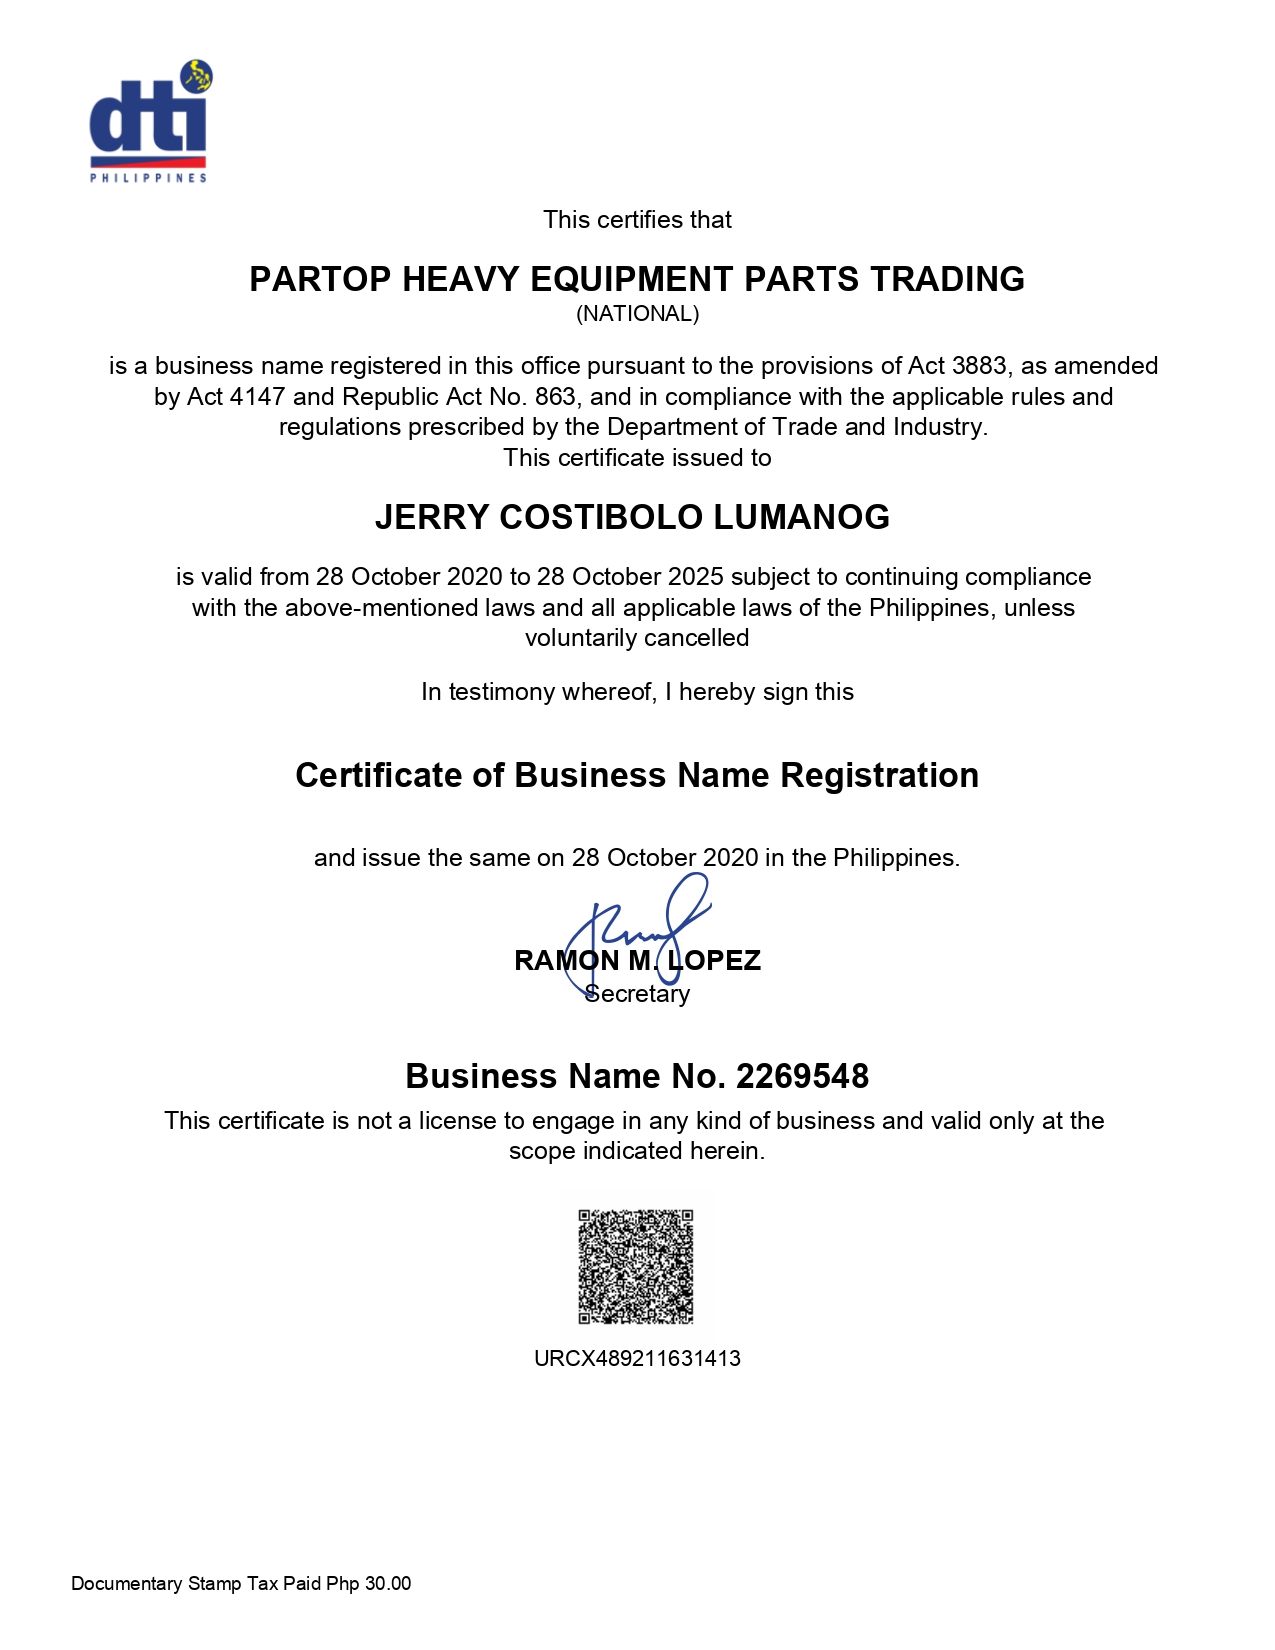 dti
PHILIPPINES
This certifies that
PARTOP HEAVY EQUIPMENT PARTS TRADING
(NATIONAL)
is a business name registered in this office pursuant to the provisions of Act 3883, as amended
by Act 4147 and Republic Act No. 863, and in compliance with the applicable rules and
regulations prescribed by the Department of Trade and Industry.
This certificate issued to
JERRY COSTIBOLO LUMANOG
is valid from 28 October 2020 to 28 October 2025 subject to continuing compliance
with the above-mentioned laws and all applicable laws of the Philippines, unless
voluntarily cancelled
In testimony whereof, I hereby sign this
Certificate of Business Name Registration
and issue the same on 28 October 2020 in the Philippines.
RAMON M. LOPEZ
Secretary
Business Name No. 2269548
This certificate is not a license to engage in any kind of business and valid only at the
scope indicated herein.
URCX489211631413
Documentary Stamp Tax Paid Php 30.00